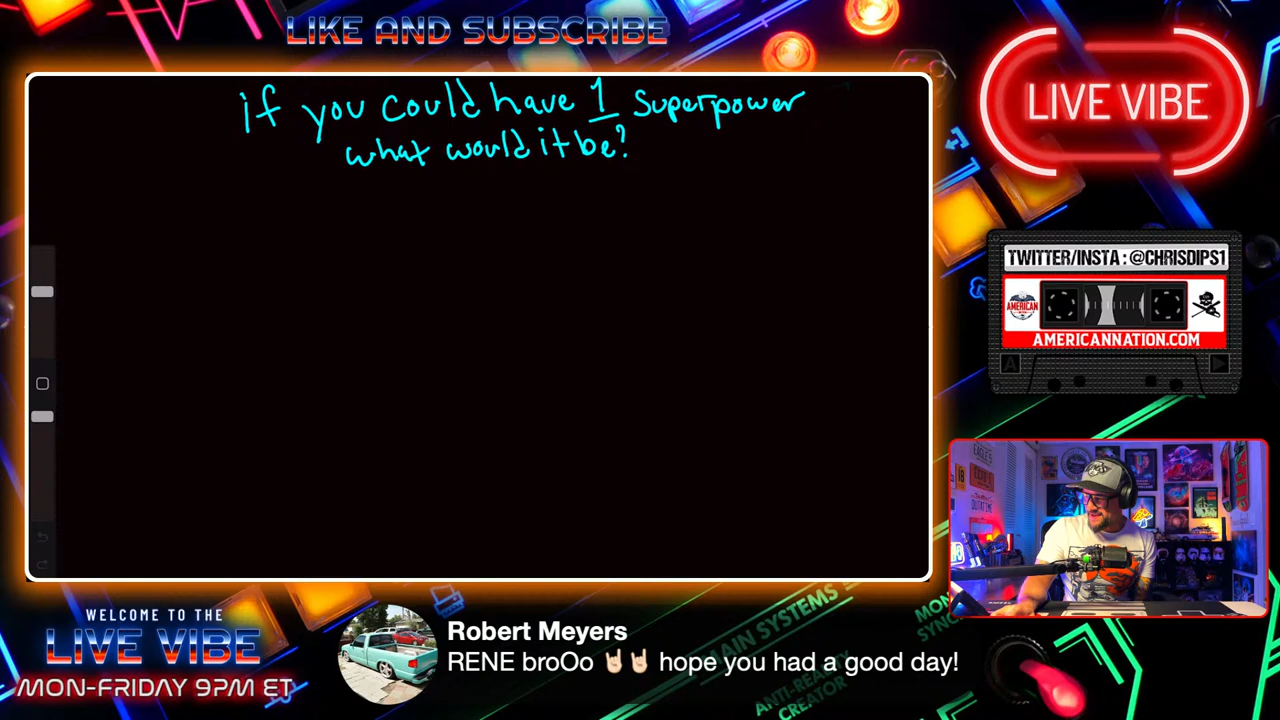 LIKE AND SUBSCRIBE
if you could have 1 superpower
what would it be?
LIVE VIBE
TWITTER/INSTA : @CHRISDIPS1
AMERICAN
AMERICANNATION.COM
A
WELCOME TO THE
LIVE VIBE
MON-FRIDAY 9PM ET
Robert Meyers
RENE broOo 🤘🏻🤘🏻 hope you had a good day!